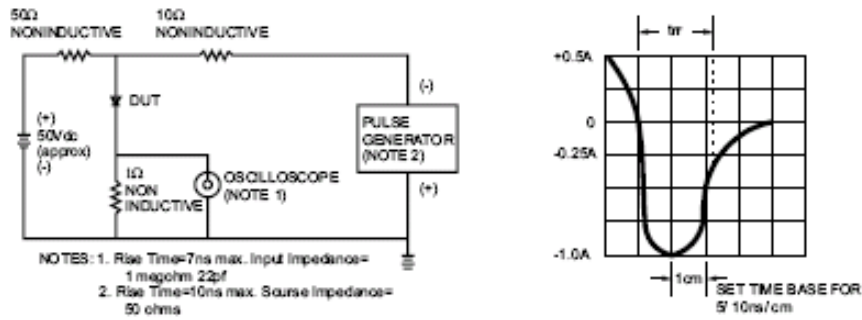 50Ω
NONINDUCTIVE
10Ω
NONINDUCTIVE
DUT
(+)
50Vdc
(approx)
(-)
1Ω
NON
INDUCTIVE
OSCILLOSCOPE
(NOTE 1)
(-)
PULSE
GENERATOR
(NOTE 2)
(+)
NOTES: 1. Rise Time=7ns max. Input Impedance=
1 megohm 22pf
2. Rise Time=10ns max. Sourse Impedance=
50 ohms
trr
+0.5A
0
-0.25A
-1.0A
1cm
SET TIME BASE FOR
5/ 10ns/cm